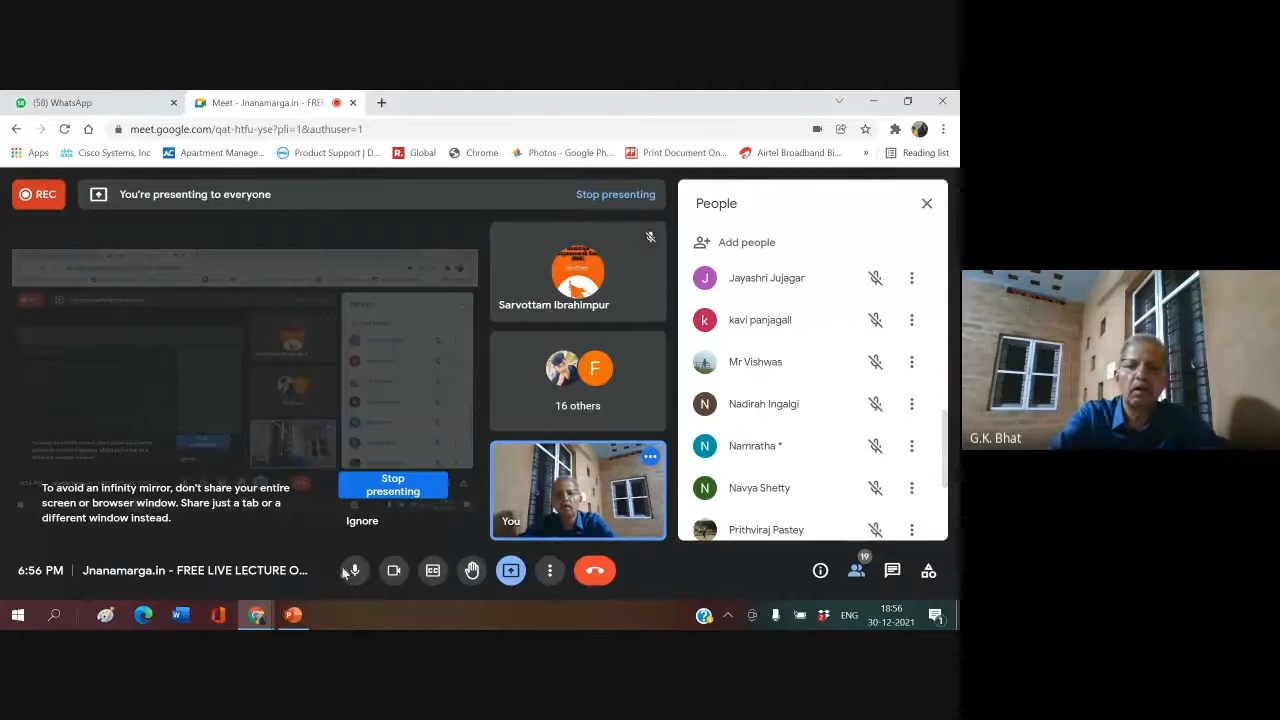 (58) WhatsApp
Meet - Jnanamarga.in - FREE
meet.google.com/qat-htfu-yse?pli=1&authuser=1
Apps
Cisco Systems, Inc
Apartment Manage...
Product Support | D...
Global
Chrome
Photos - Google Ph...
Print Document On...
Airtel Broadband Bi...
»
Reading list
REC
You're presenting to everyone
Stop presenting
People
Add people
Sarvottam Ibrahimpur
J
Jayashri Jujagar
k
kavi panjagall
Mr Vishwas
F
16 others
N
Nadirah Ingalgi
N
Namratha *
N
Navya Shetty
Prithviraj Pastey
To avoid an infinity mirror, don't share your entire
screen or browser window. Share just a tab or a
different window instead.
Stop
presenting
Ignore
You
G.K. Bhat
6:56 PM | Jnanamarga.in - FREE LIVE LECTURE O...
19
ENG
18:56
30-12-2021